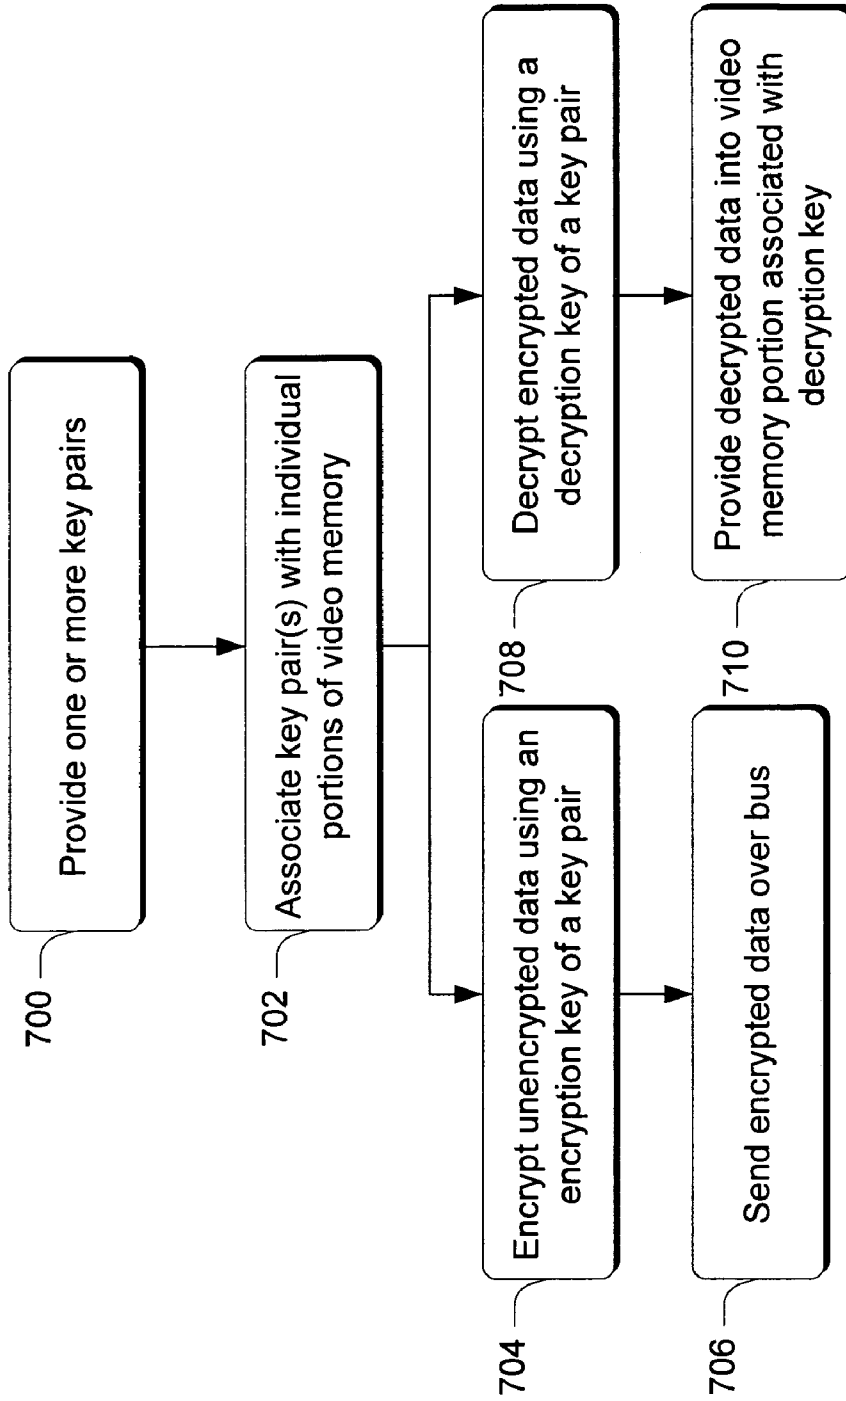 700
Provide one or more key pairs
702
Associate key pair(s) with individual
portions of video memory
704
Encrypt unencrypted data using an
encryption key of a key pair
706
Send encrypted data over bus
708
Decrypt encrypted data using a
decryption key of a key pair
710
Provide decrypted data into video
memory portion associated with
decryption key